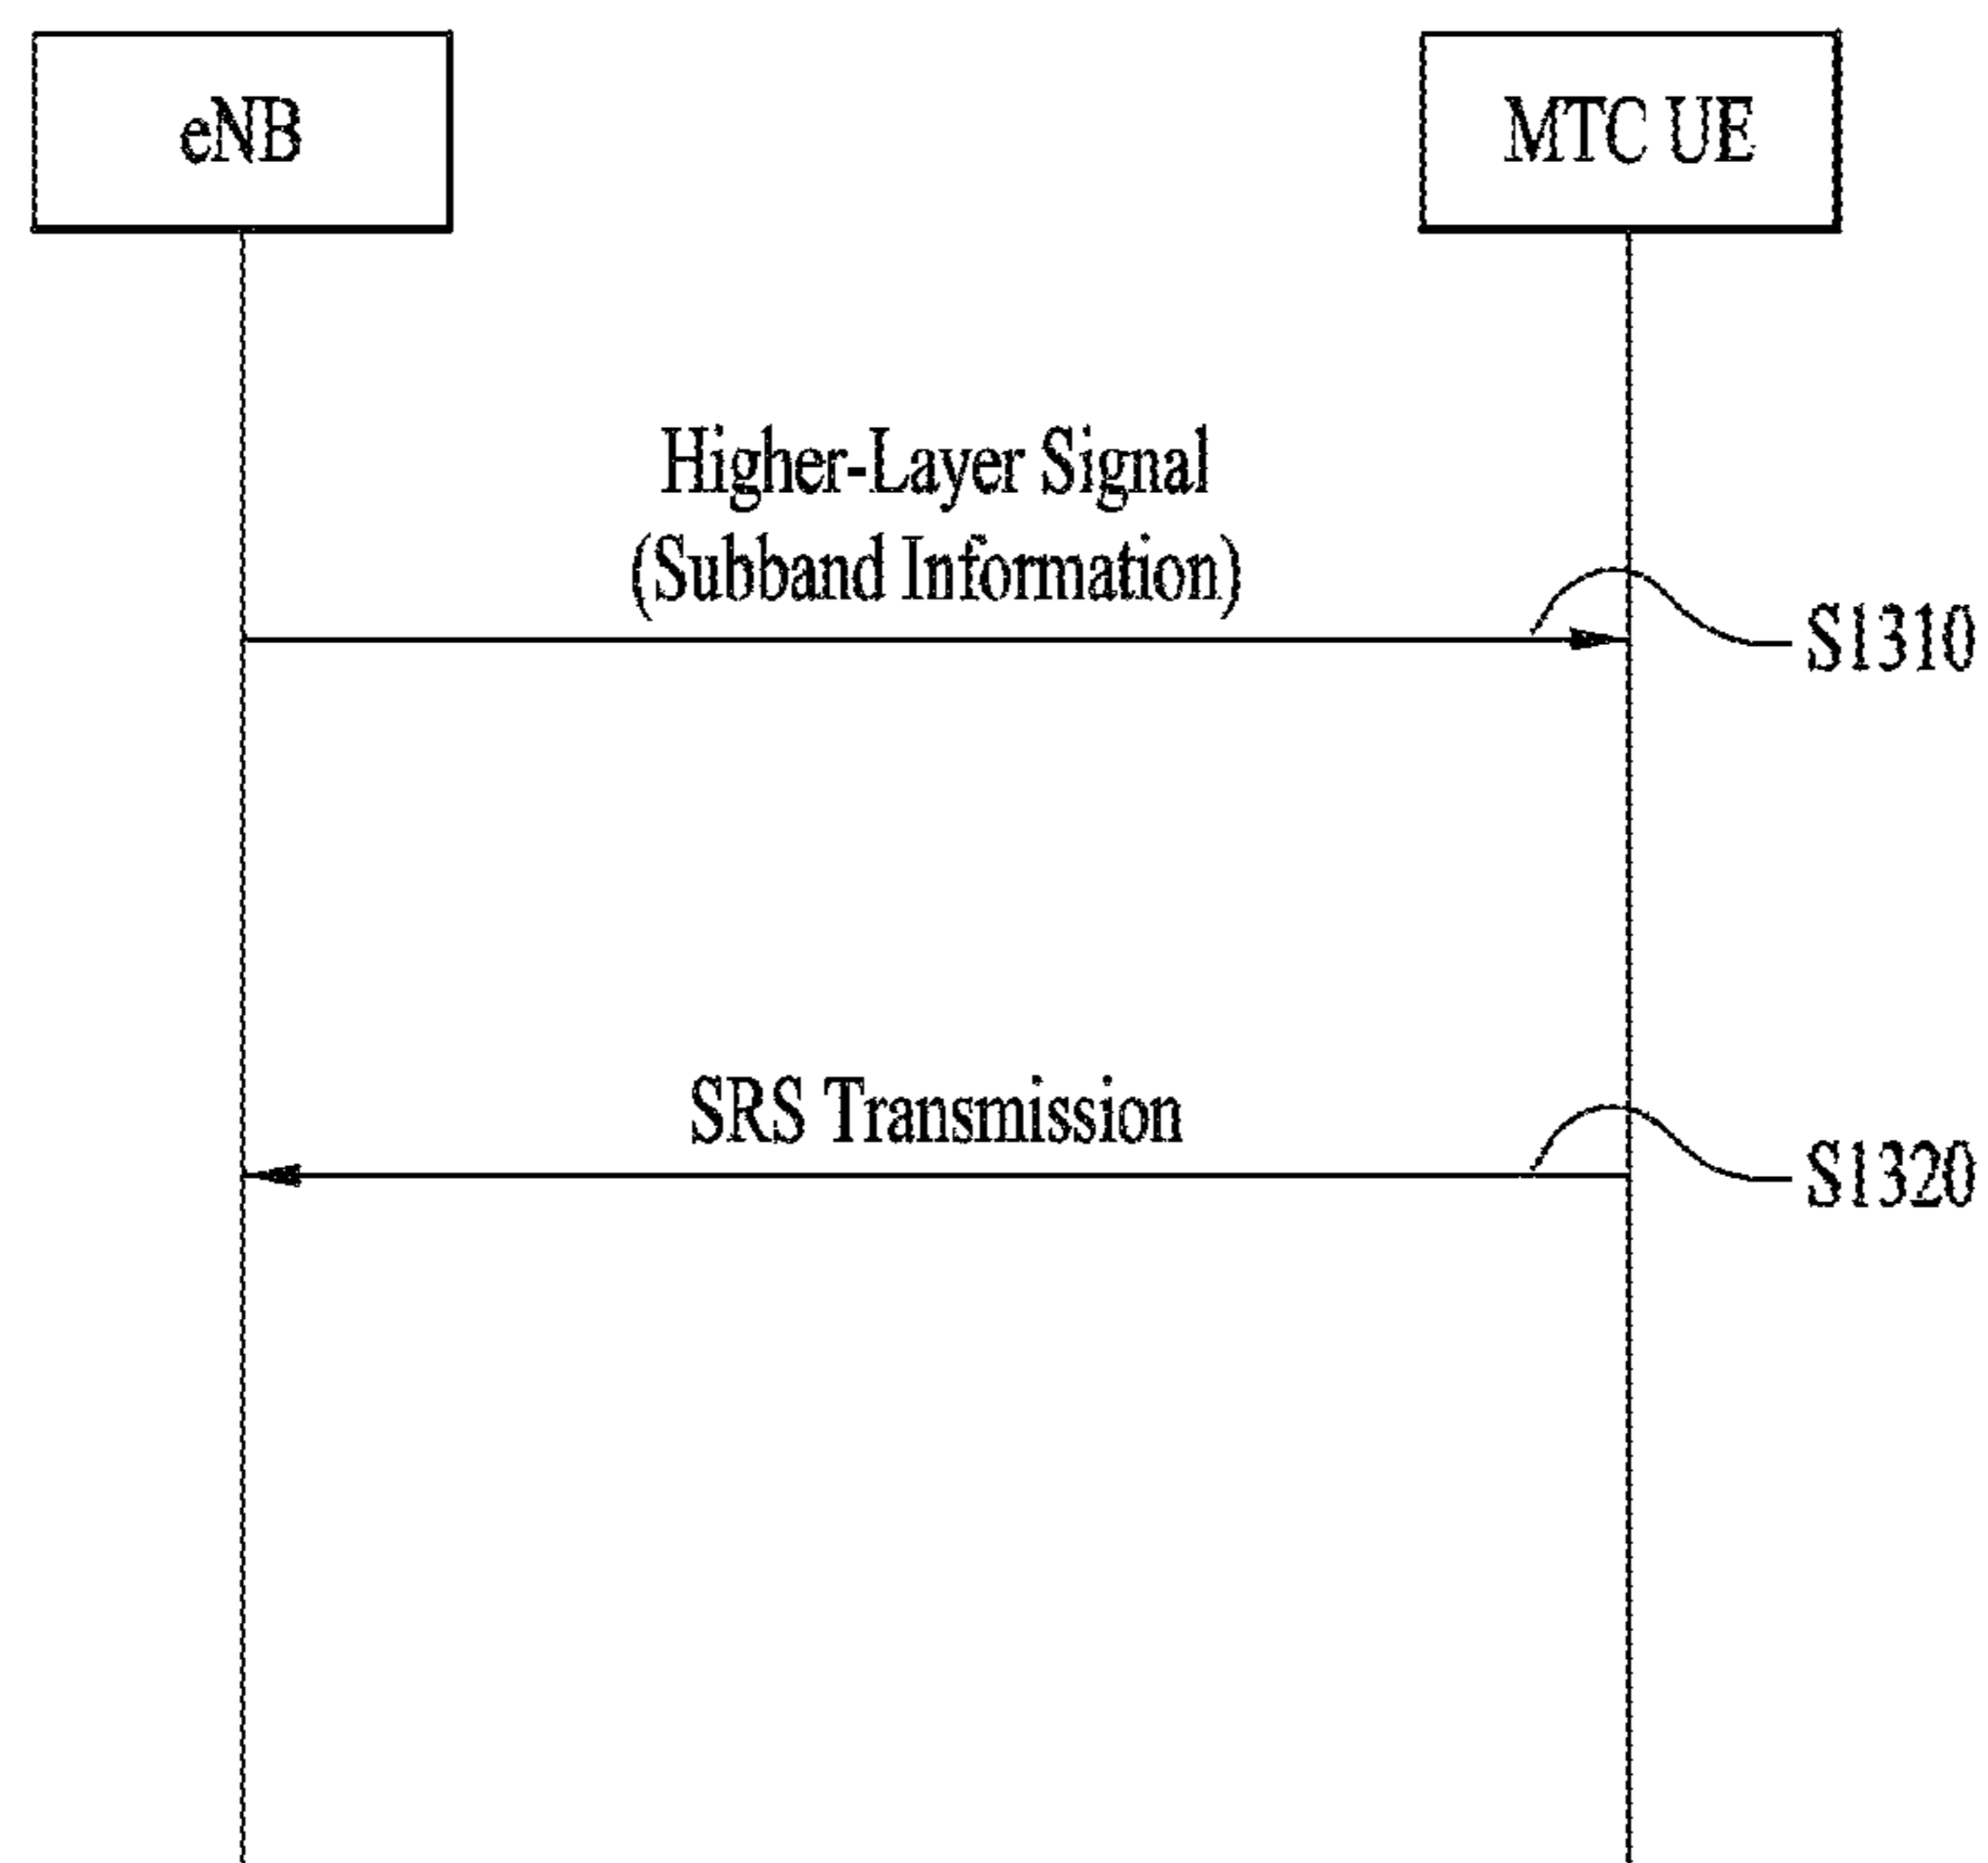 eNB
MTC UE
Higher-Layer Signal
(Subband Information)
S1310
SRS Transmission
S1320